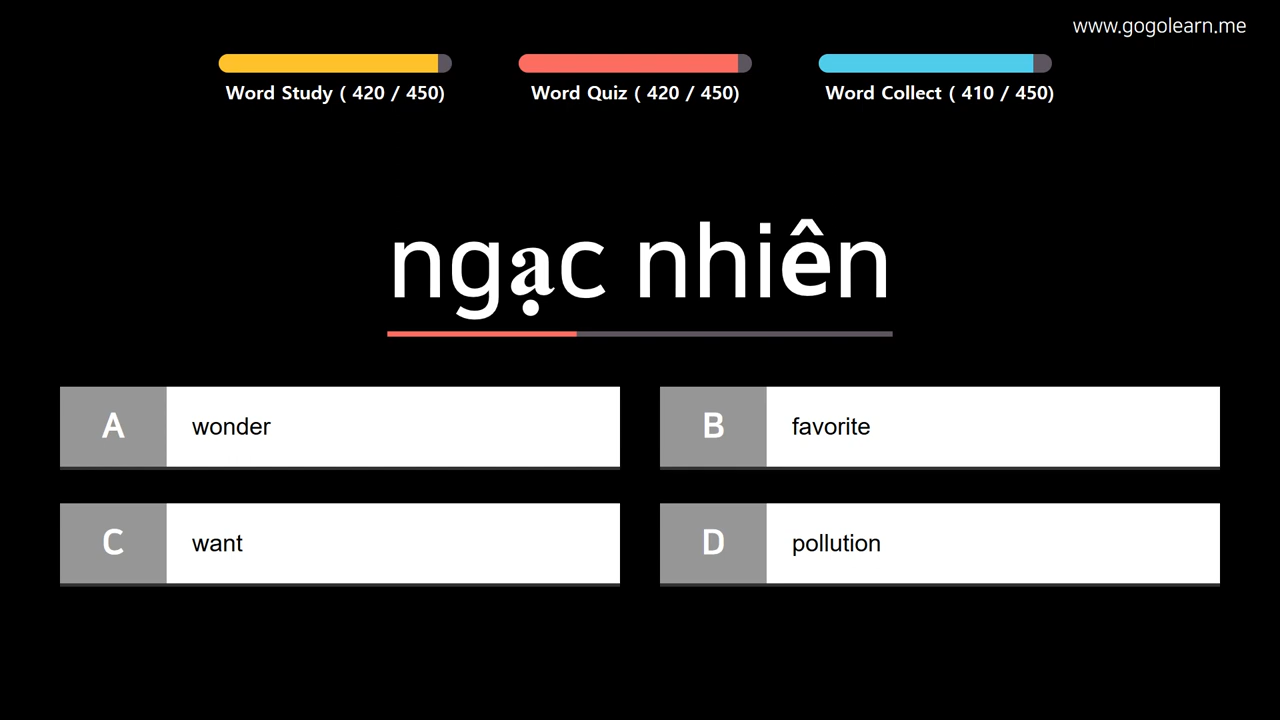 www.gogolearn.me
Word Study ( 420 / 450)
Word Quiz ( 420 / 450)
Word Collect ( 410 / 450)
ngạc nhiên
A wonder
B favorite
C want
D pollution